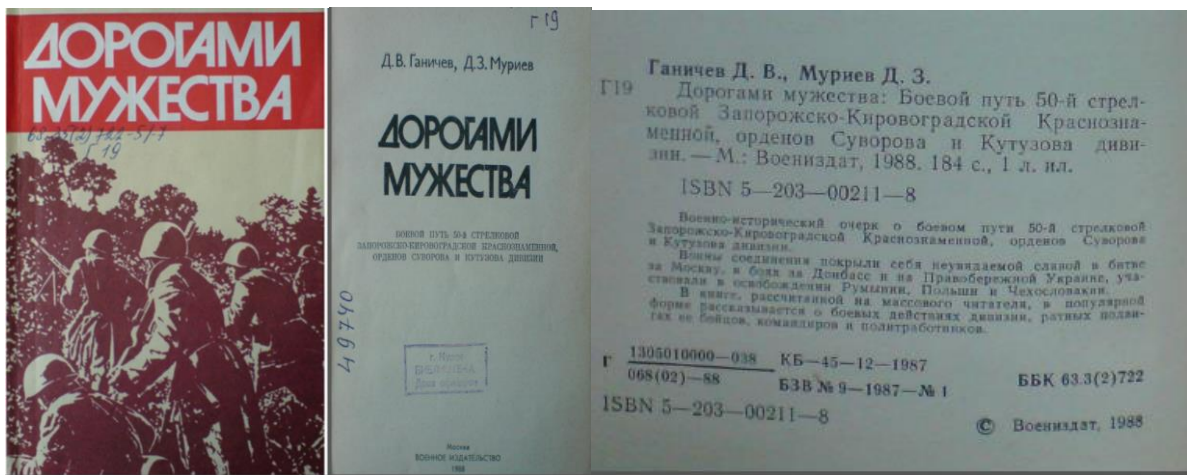 ДОРОГАМИ
МУЖЕСТВА
Г 19
Г 19
Д.В. Ганичев, Д.З. Муриев
ДОРОГАМИ
МУЖЕСТВА
БОЕВОЙ ПУТЬ 50-Й СТРЕЛКОВОЙ
ЗАПОРОЖСКО-КИРОВОГРАДСКОЙ КРАСНОЗНАМЕННОЙ,
ОРДЕНОВ СУВОРОВА И КУТУЗОВА ДИВИЗИИ
49740
БИБЛИОТЕКА
Москва
ВОЕННОЕ ИЗДАТЕЛЬСТВО
1988
Ганичев Д. В., Муриев Д. З.
Г19 Дорогами мужества: Боевой путь 50-й стрел-
ковой Запорожско-Кировоградской Краснозна-
менной, орденов Суворова и Кутузова диви-
зии. — М.: Воениздат, 1988. 184 с., 1 л. ил.
ISBN 5—203—00211—8
Военно-исторический очерк о боевом пути 50-й стрелковой
Запорожско-Кировоградской Краснознаменной, орденов Суворова
и Кутузова дивизии.
Воины соединения покрыли себя неувядаемой славой в битве
за Москву, в боях за Донбасс и на Правобережной Украине, уча-
ствовали в освобождении Румынии, Польши и Чехословакии.
В книге, рассчитанной на массового читателя, в популярной
форме рассказывается о боевых действиях дивизии, ратных подви-
гах ее бойцов, командиров и политработников.
Г 1305010000—038 КБ—45—12—1987
068(02)—88 БЗВ № 9—1987—№ 1
ББК 63.3(2)722
ISBN 5—203—00211—8
© Воениздат, 1988